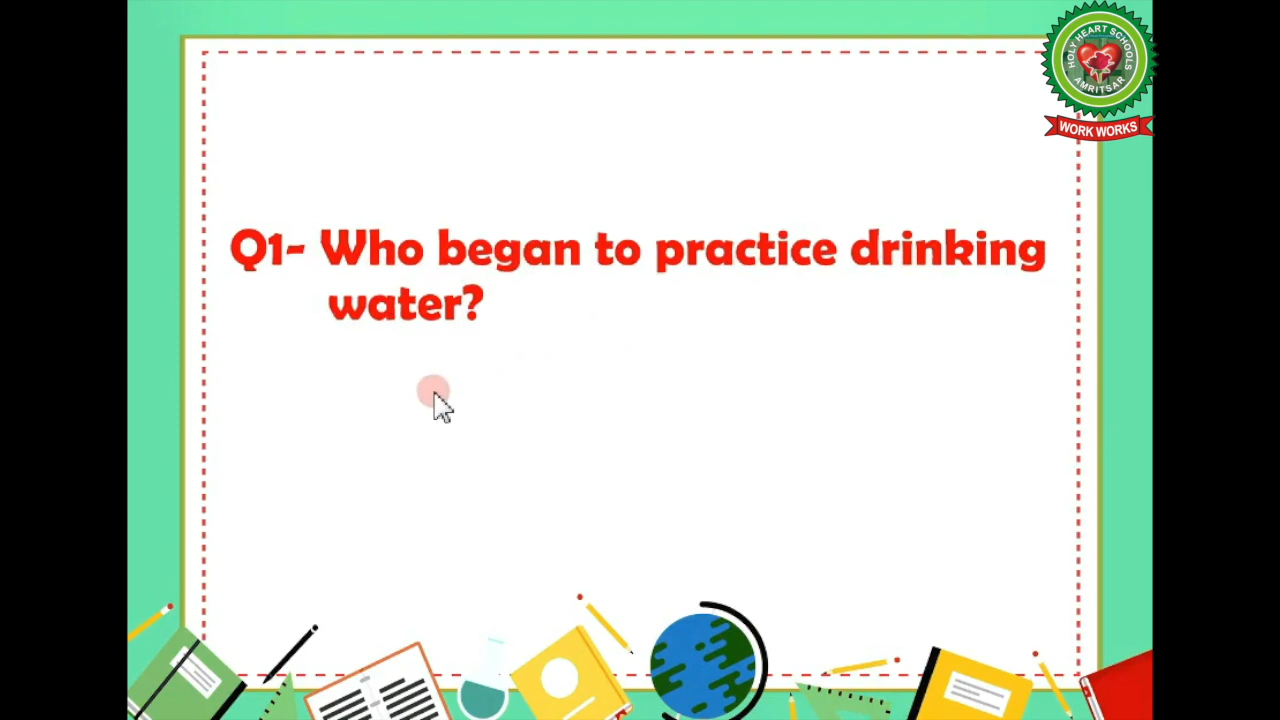 HOLY HEART SCHOOLS
AMRITSAR
WORK WORKS
Q1- Who began to practice drinking
water?